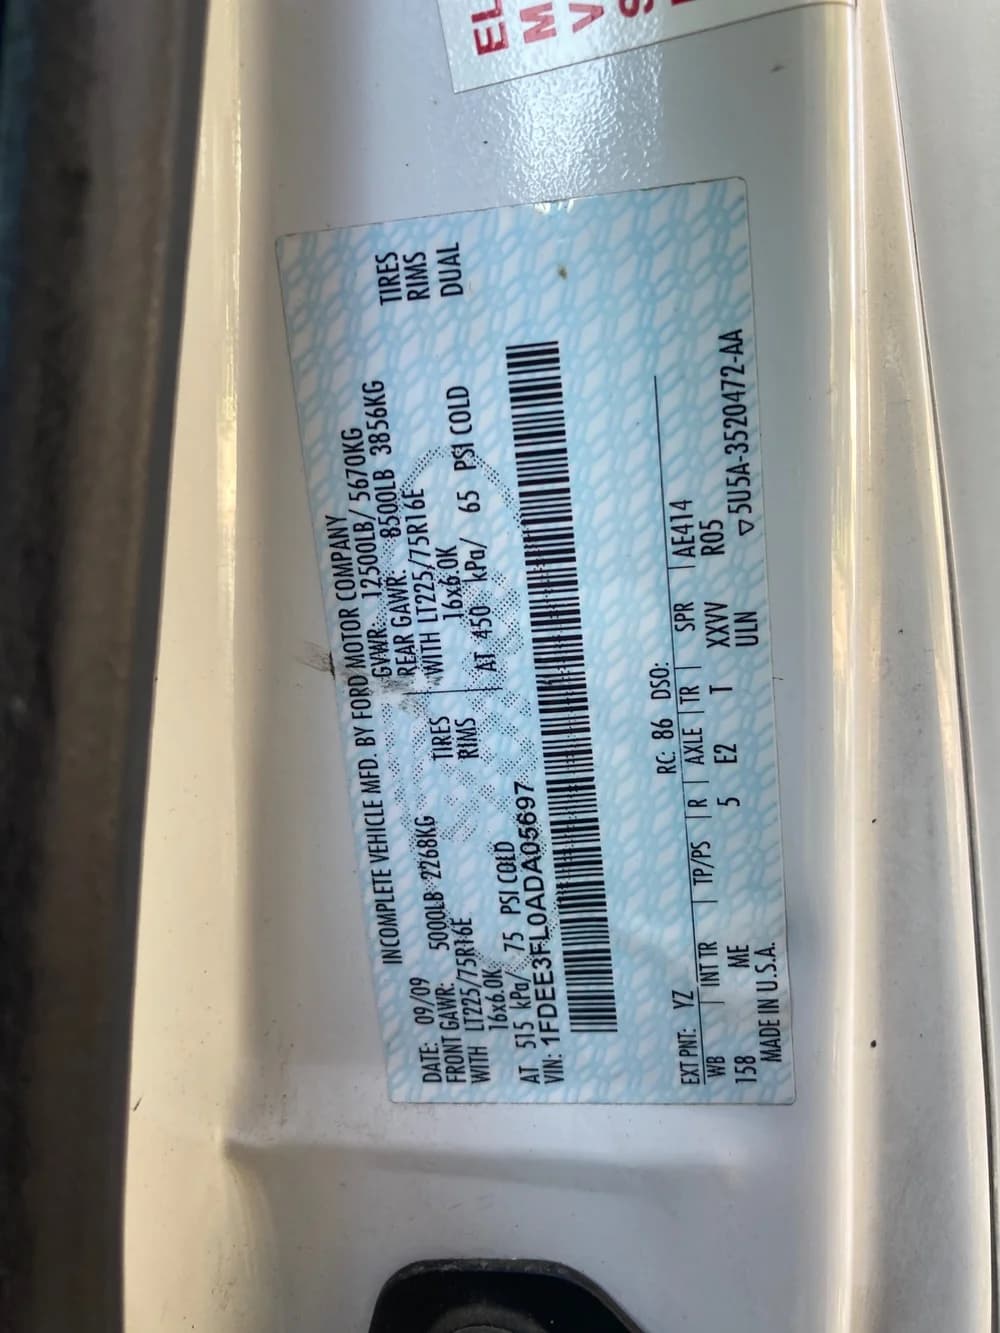 INCOMPLETE VEHICLE MFD. BY FORD MOTOR COMPANY
DATE: 09/09 GVWR: 12500LB/ 5670KG
FRONT GAWR: 5000LB 2268KG REAR GAWR: 8500LB 3856KG
WITH LT225/75R16E TIRES WITH LT225/75R16E TIRES
16x6.0K RIMS 16x6.0K RIMS
AT 515 kPa/ 75 PSI COLD AT 450 kPa/ 65 PSI COLD DUAL
VIN: 1FDEE3FL0ADA05697
EXT PNT: YZ RC: 86 DSO:
WB INT TR TP/PS R AXLE TR SPR AE414
158 ME 5 E2 T XXVV R05
MADE IN U.S.A. ULN ▽5U5A-3520472-AA
EL
M
V